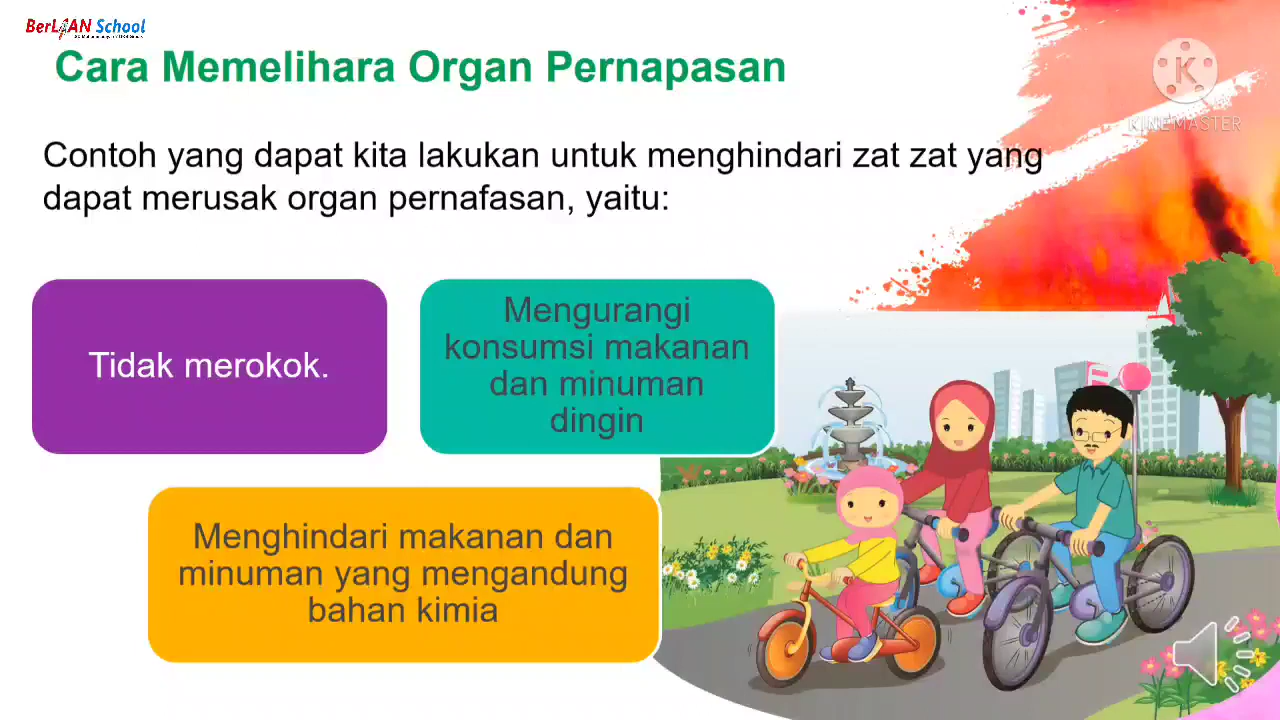 BerLIAN School
Cara Memelihara Organ Pernapasan
KINEMASTER
Contoh yang dapat kita lakukan untuk menghindari zat zat yang
dapat merusak organ pernafasan, yaitu:
Tidak merokok.
Mengurangi
konsumsi makanan
dan minuman
dingin
Menghindari makanan dan
minuman yang mengandung
bahan kimia